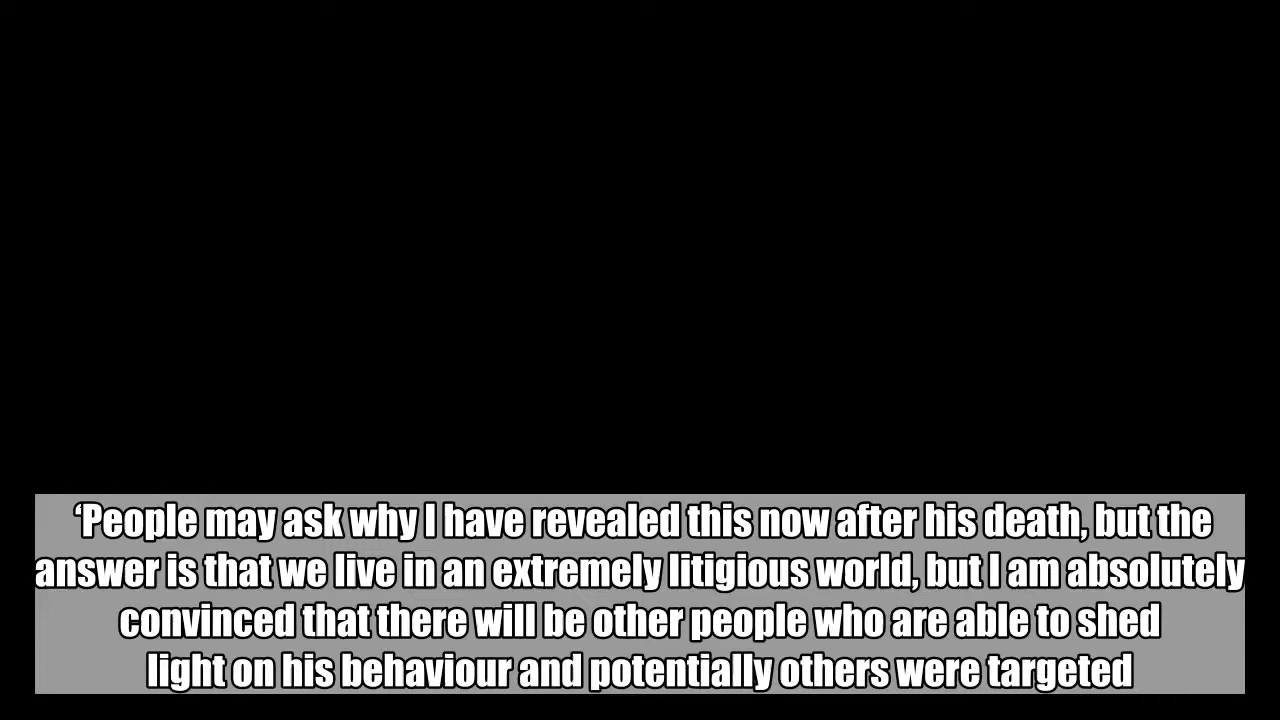 ‘People may ask why I have revealed this now after his death, but the
answer is that we live in an extremely litigious world, but I am absolutely
convinced that there will be other people who are able to shed
light on his behaviour and potentially others were targeted